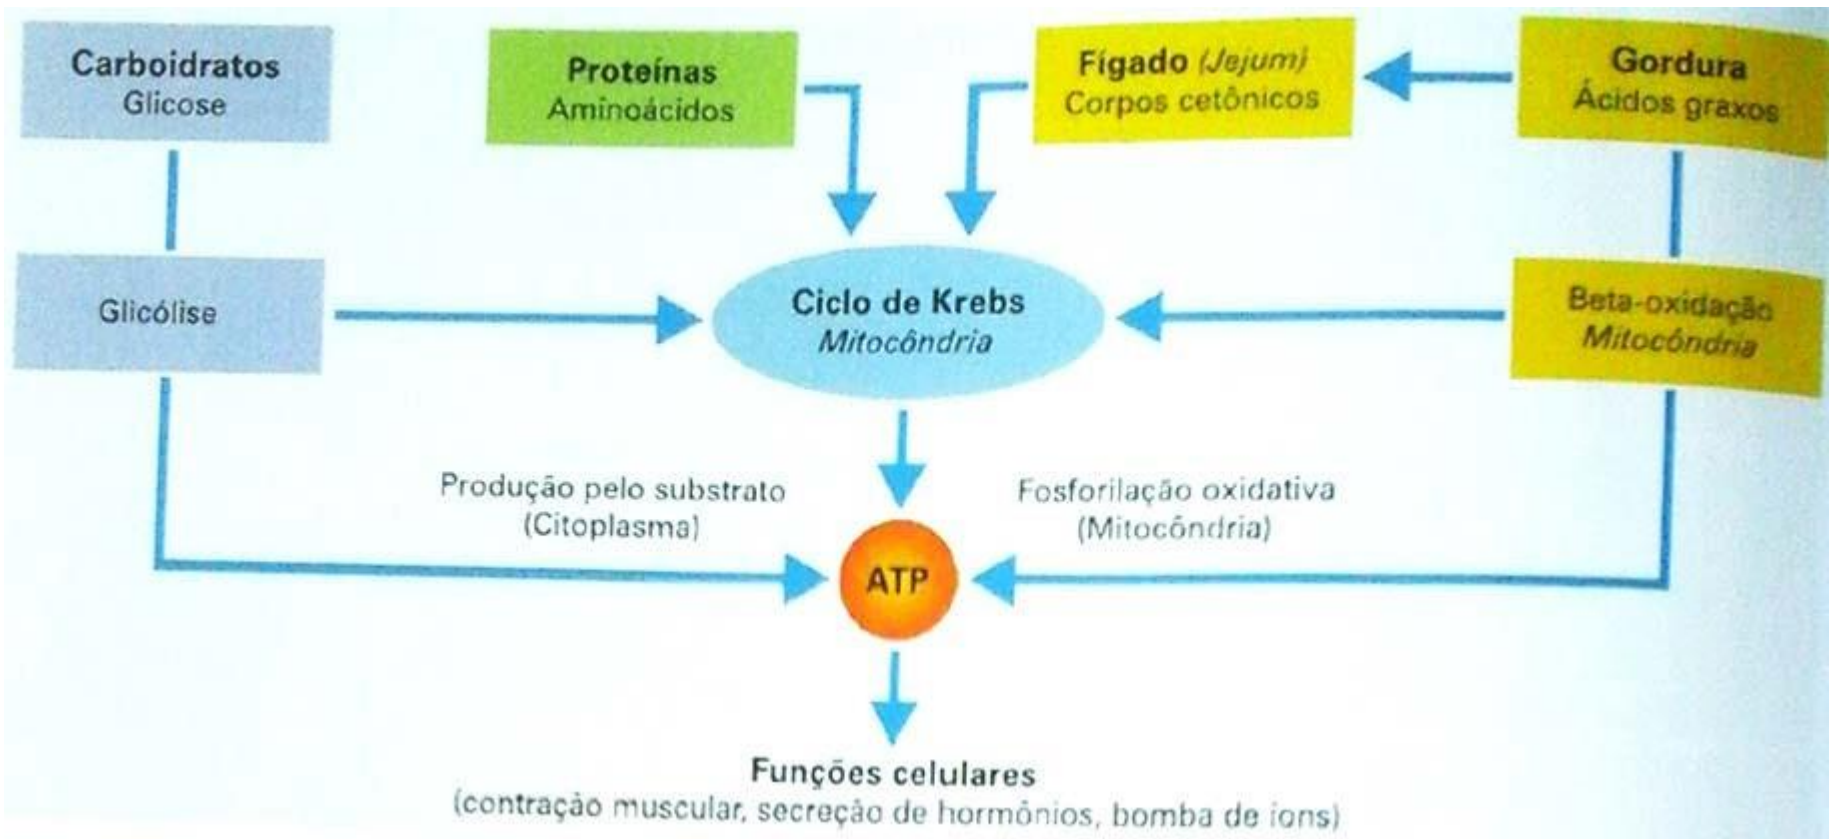 Carboidratos
Glicose
Proteínas
Aminoácidos
Fígado (Jejum)
Corpos cetônicos
Gordura
Ácidos graxos
Glicólise
Ciclo de Krebs
Mitocôndria
Beta-oxidação
Mitocôndria
Produção pelo substrato
(Citoplasma)
Fosforilação oxidativa
(Mitocôndria)
ATP
Funções celulares
(contração muscular, secreção de hormônios, bomba de íons)